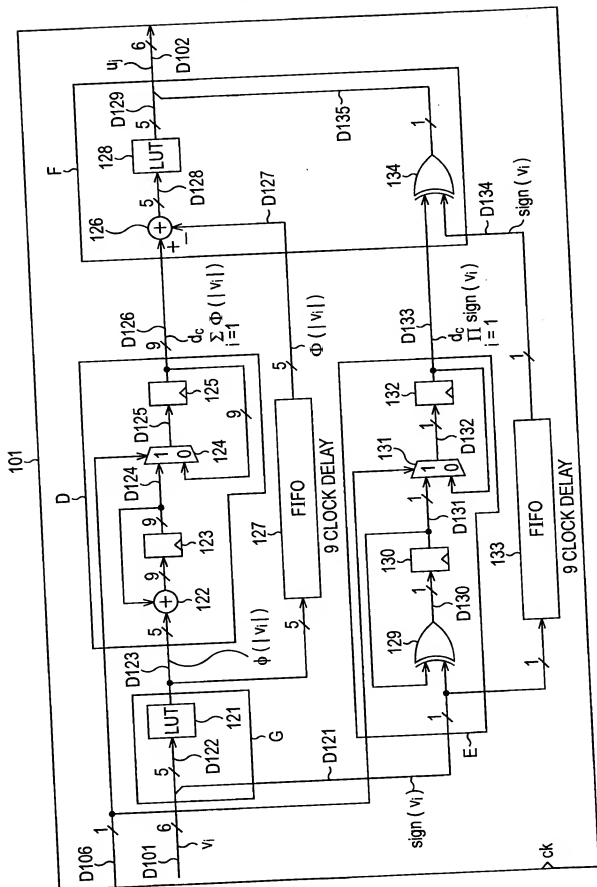 101
D106
1
D101
6
vᵢ
D122
5
LUT
121
G
D123
5
ϕ(|vᵢ|)
D
122
9
123
9
D124
1
0
124
D125
125
9
D126
9
d_c
Σ Φ(|vᵢ|)
i=1
5
FIFO
127
9 CLOCK DELAY
5
Φ(|vᵢ|)
F
126
+
−
D127
5
D128
LUT
128
5
D129
uⱼ
6
D102
D135
D121
sign(vᵢ)
1
E
129
1
D130
130
1
D131
1
0
131
1
D132
132
D133
d_c
Π sign(vᵢ)
i=1
134
1
D134
sign(vᵢ)
1
FIFO
133
9 CLOCK DELAY
1
ck